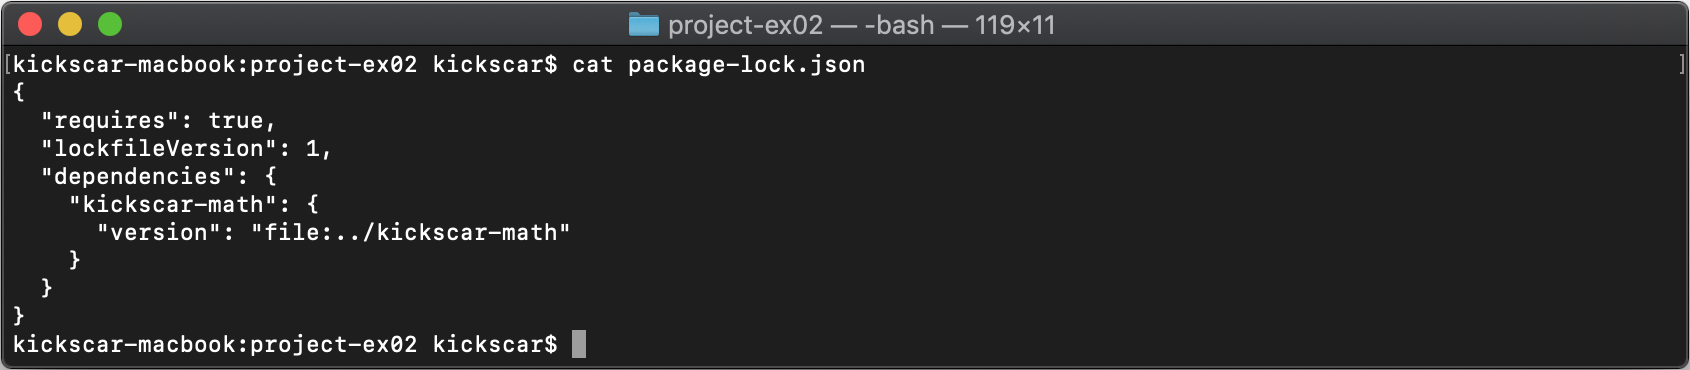 project-ex02 — -bash — 119×11
[kickscar-macbook:project-ex02 kickscar$ cat package-lock.json ]
{
  "requires": true,
  "lockfileVersion": 1,
  "dependencies": {
    "kickscar-math": {
      "version": "file:../kickscar-math"
    }
  }
}
kickscar-macbook:project-ex02 kickscar$